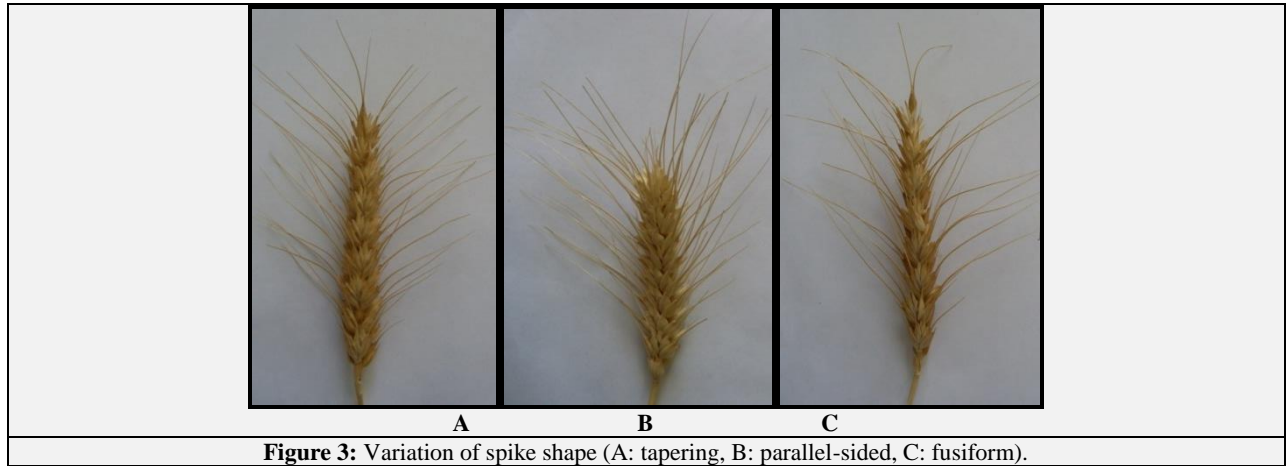 A B C
Figure 3: Variation of spike shape (A: tapering, B: parallel-sided, C: fusiform).